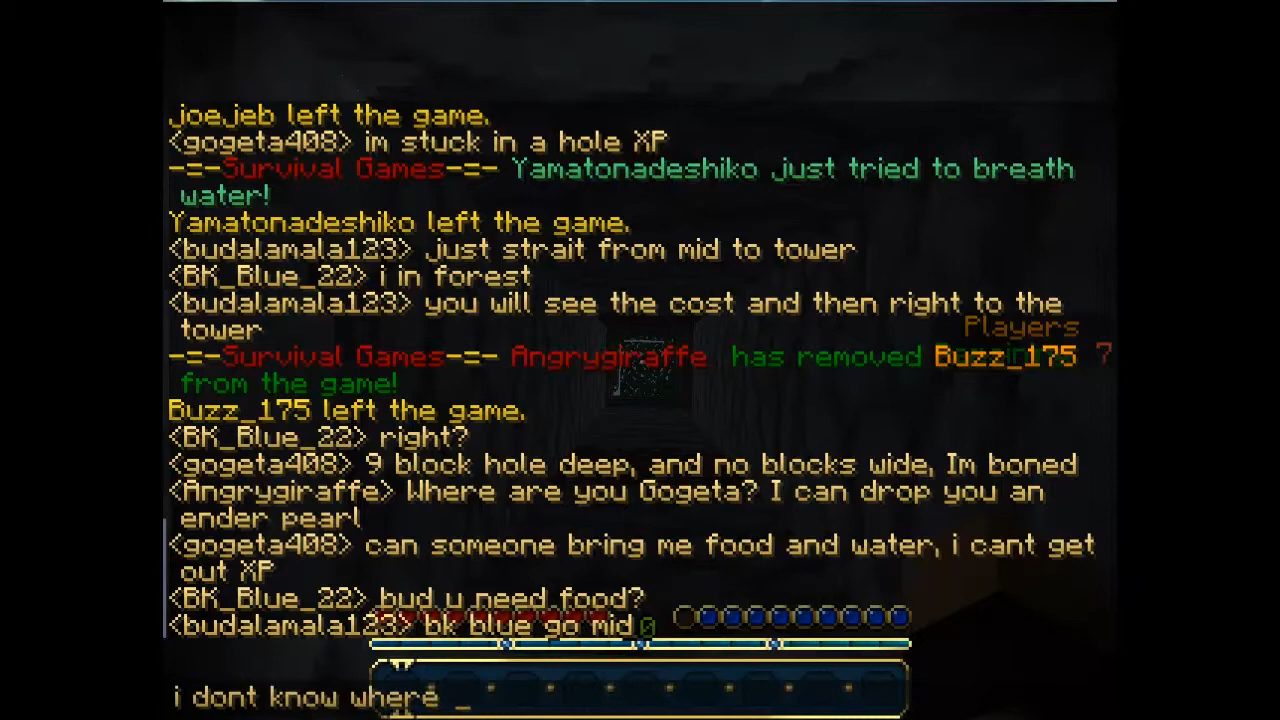 joejeb left the game.
<gogeta408> im stuck in a hole XP
-=-Survival Games-=- Yamatonadeshiko just tried to breath
water!
Yamatonadeshiko left the game.
<budalamala123> just strait from mid to tower
<BK_Blue_22> i in forest
<budalamala123> you will see the cost and then right to the
tower
Players
-=-Survival Games-=- Angrygiraffe has removed Buzz_175 7
from the game!
Buzz_175 left the game.
<BK_Blue_22> right?
<gogeta408> 9 block hole deep, and no blocks wide, Im boned
<Angrygiraffe> Where are you Gogeta? I can drop you an
ender pearl
<gogeta408> can someone bring me food and water, i cant get
out XP
<BK_Blue_22> bud u need food?
<budalamala123> bk blue go mid 0
i dont know where _